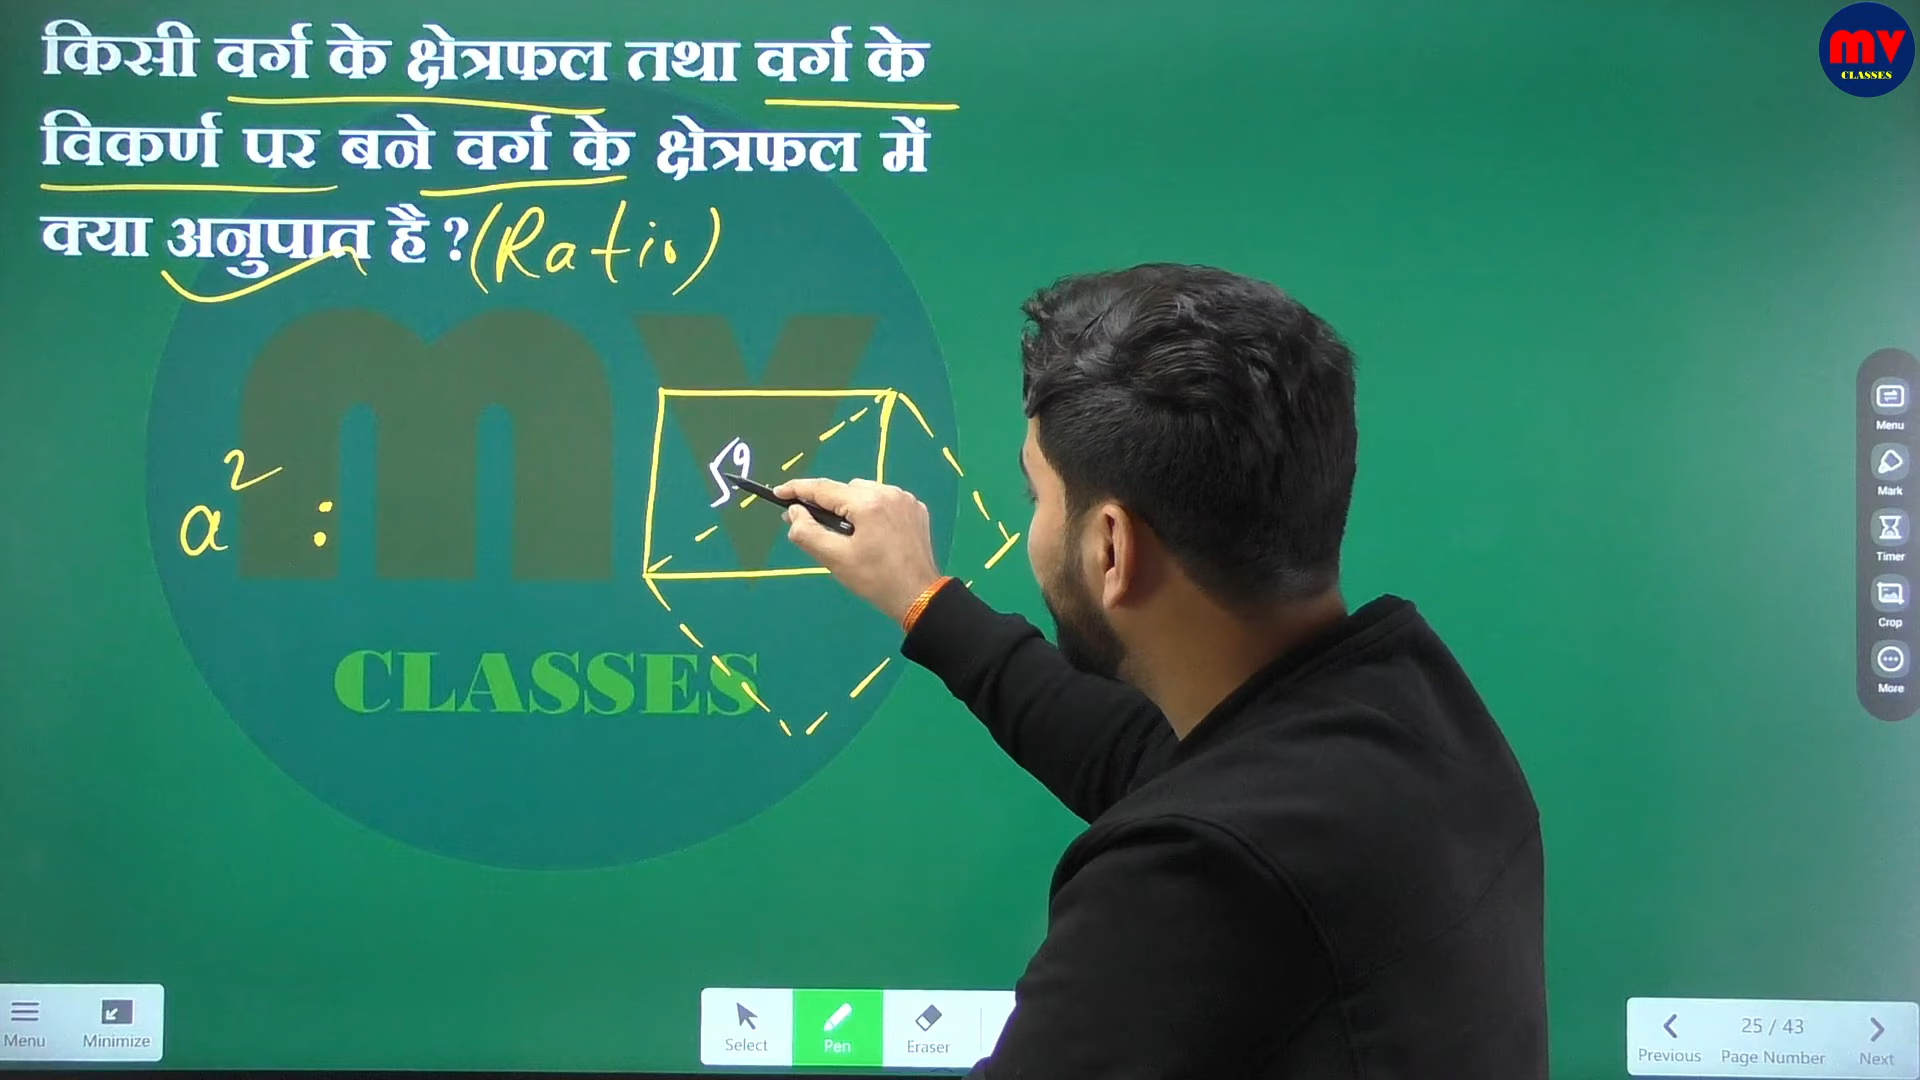 किसी वर्ग के क्षेत्रफल तथा वर्ग के
विकर्ण पर बने वर्ग के क्षेत्रफल में
क्या अनुपात है ? (Ratio)
mv
CLASSES
a² :
mv
CLASSES
Menu
Mark
Timer
Crop
More
Menu
Minimize
Select
Pen
Eraser
25 / 43
Previous
Page Number
Next